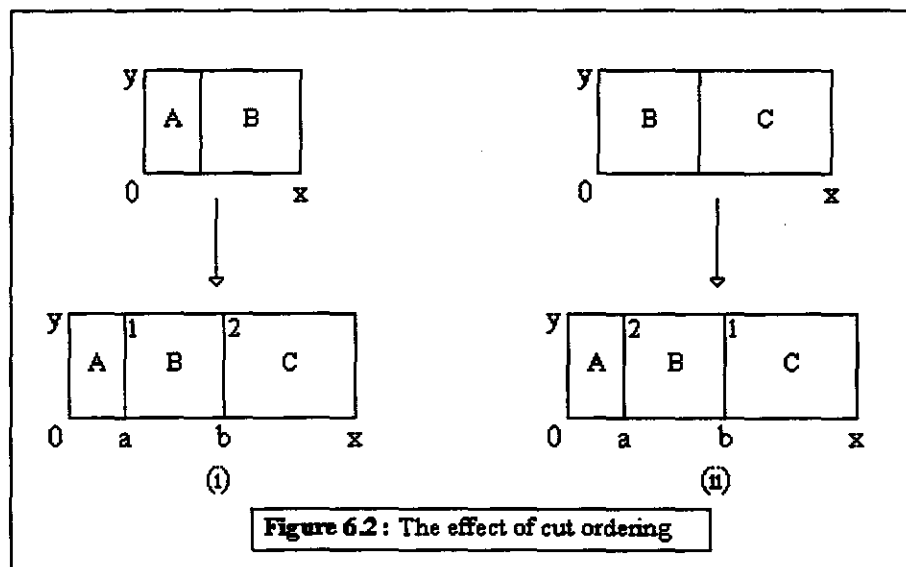 y
A B
0 x
y
B C
0 x
y 1 2
A B C
0 a b x
(i)
y 2 1
A B C
0 a b x
(ii)
Figure 6.2 : The effect of cut ordering